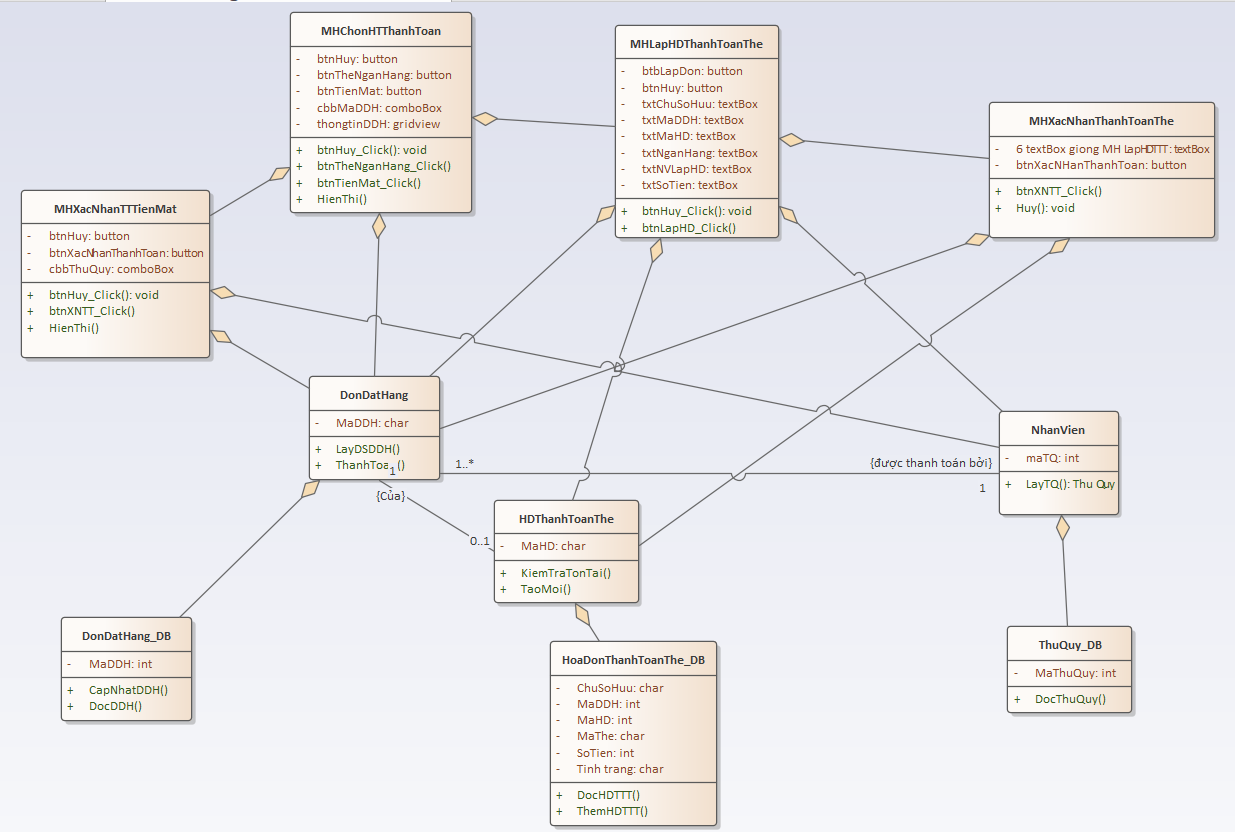 MHChonHTThanhToan
- btnHuy: button
- btnTheNganHang: button
- btnTienMat: button
- cbbMaDDH: comboBox
- thongtinDDH: gridview
+ btnHuy_Click(): void
+ btnTheNganHang_Click()
+ btnTienMat_Click()
+ HienThi()
MHLapHDThanhToanThe
- btbLapDon: button
- btnHuy: button
- txtChuSoHuu: textBox
- txtMaDDH: textBox
- txtMaHD: textBox
- txtNganHang: textBox
- txtNVLapHD: textBox
- txtSoTien: textBox
+ btnHuy_Click(): void
+ btnLapHD_Click()
MHXacNhanThanhToanThe
- 6 textBox giong MH LapHDTTT: textBox
- btnXacNHanThanhToan: button
+ btnXNTT_Click()
+ Huy(): void
MHXacNhanTTTienMat
- btnHuy: button
- btnXacNhanThanhToan: button
- cbbThuQuy: comboBox
+ btnHuy_Click(): void
+ btnXNTT_Click()
+ HienThi()
DonDatHang
- MaDDH: char
+ LayDSDDH()
+ ThanhToa ()
1
1..*
{được thanh toán bởi}
1
{Của}
0..1
NhanVien
- maTQ: int
+ LayTQ(): Thu Quy
HDThanhToanThe
- MaHD: char
+ KiemTraTonTai()
+ TaoMoi()
DonDatHang_DB
- MaDDH: int
+ CapNhatDDH()
+ DocDDH()
HoaDonThanhToanThe_DB
- ChuSoHuu: char
- MaDDH: int
- MaHD: int
- MaThe: char
- SoTien: int
- Tinh trang: char
+ DocHDTTT()
+ ThemHDTTT()
ThuQuy_DB
- MaThuQuy: int
+ DocThuQuy()